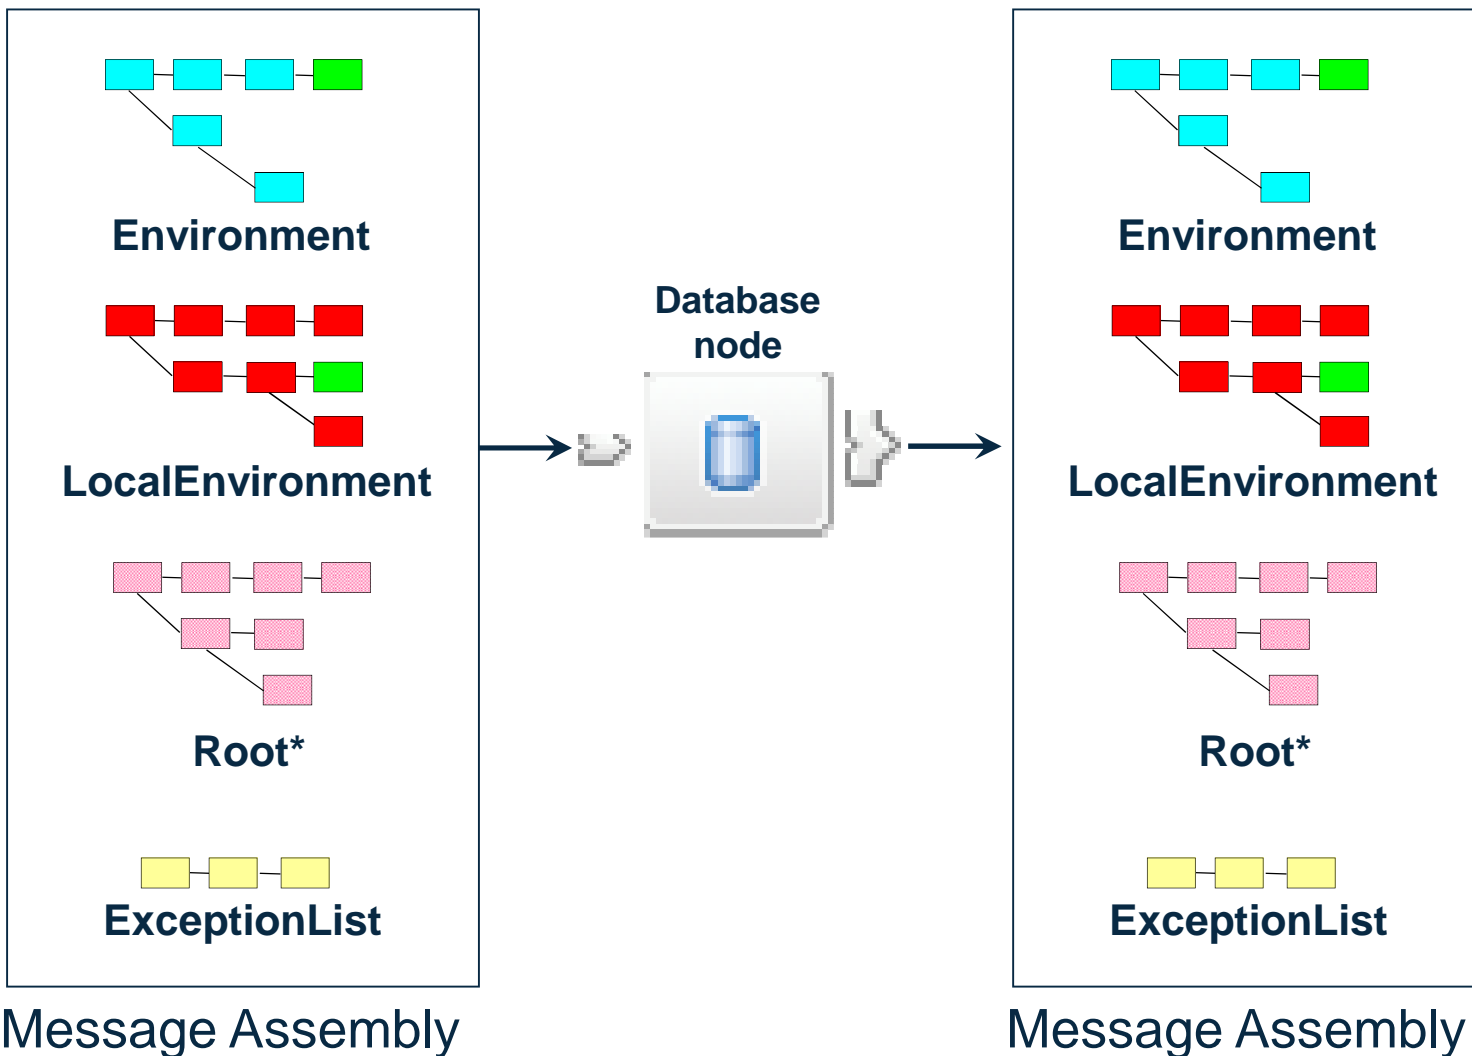 Environment
LocalEnvironment
Root*
ExceptionList
Message Assembly
Database
node
Environment
LocalEnvironment
Root*
ExceptionList
Message Assembly